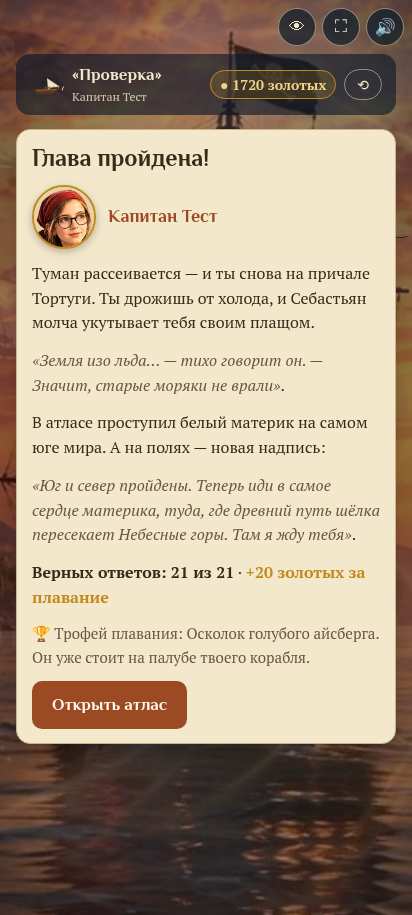 «Проверка»
Капитан Тест
● 1720 золотых
Глава пройдена!
Капитан Тест
Туман рассеивается — и ты снова на причале
Тортуги. Ты дрожишь от холода, и Себастьян
молча укутывает тебя своим плащом.
«Земля изо льда... — тихо говорит он. —
Значит, старые моряки не врали».
В атласе проступил белый материк на самом
юге мира. А на полях — новая надпись:
«Юг и север пройдены. Теперь иди в самое
сердце материка, туда, где древний путь шёлка
пересекает Небесные горы. Там я жду тебя».
Верных ответов: 21 из 21 · +20 золотых за
плавание
🏆 Трофей плавания: Осколок голубого айсберга.
Он уже стоит на палубе твоего корабля.
Открыть атлас